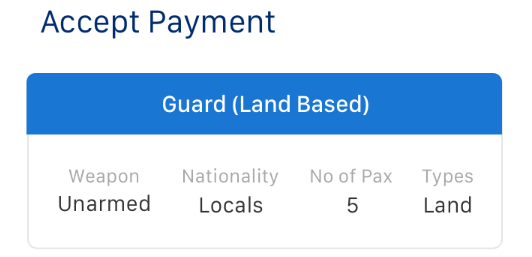 Accept Payment
Guard (Land Based)
Weapon Nationality No of Pax Types
Unarmed Locals 5 Land